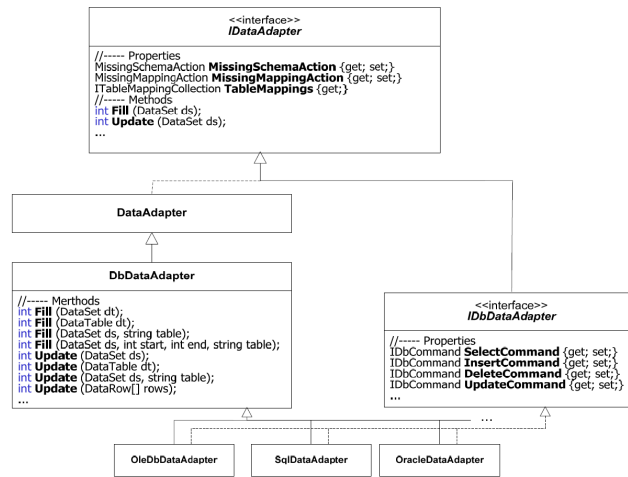 <<interface>>
IDataAdapter
//----- Properties
MissingSchemaAction MissingSchemaAction {get; set;}
MissingMappingAction MissingMappingAction {get; set;}
ITableMappingCollection TableMappings {get;}
//----- Methods
int Fill (DataSet ds);
int Update (DataSet ds);
...
DataAdapter
DbDataAdapter
//----- Merthods
int Fill (DataSet dt);
int Fill (DataTable dt);
int Fill (DataSet ds, string table);
int Fill (DataSet ds, int start, int end, string table);
int Update (DataSet ds);
int Update (DataTable dt);
int Update (DataSet ds, string table);
int Update (DataRow[] rows);
...
<<interface>>
IDbDataAdapter
//----- Properties
IDbCommand SelectCommand {get; set;}
IDbCommand InsertCommand {get; set;}
IDbCommand DeleteCommand {get; set;}
IDbCommand UpdateCommand {get; set;}
...
...
OleDbDataAdapter
SqlDataAdapter
OracleDataAdapter